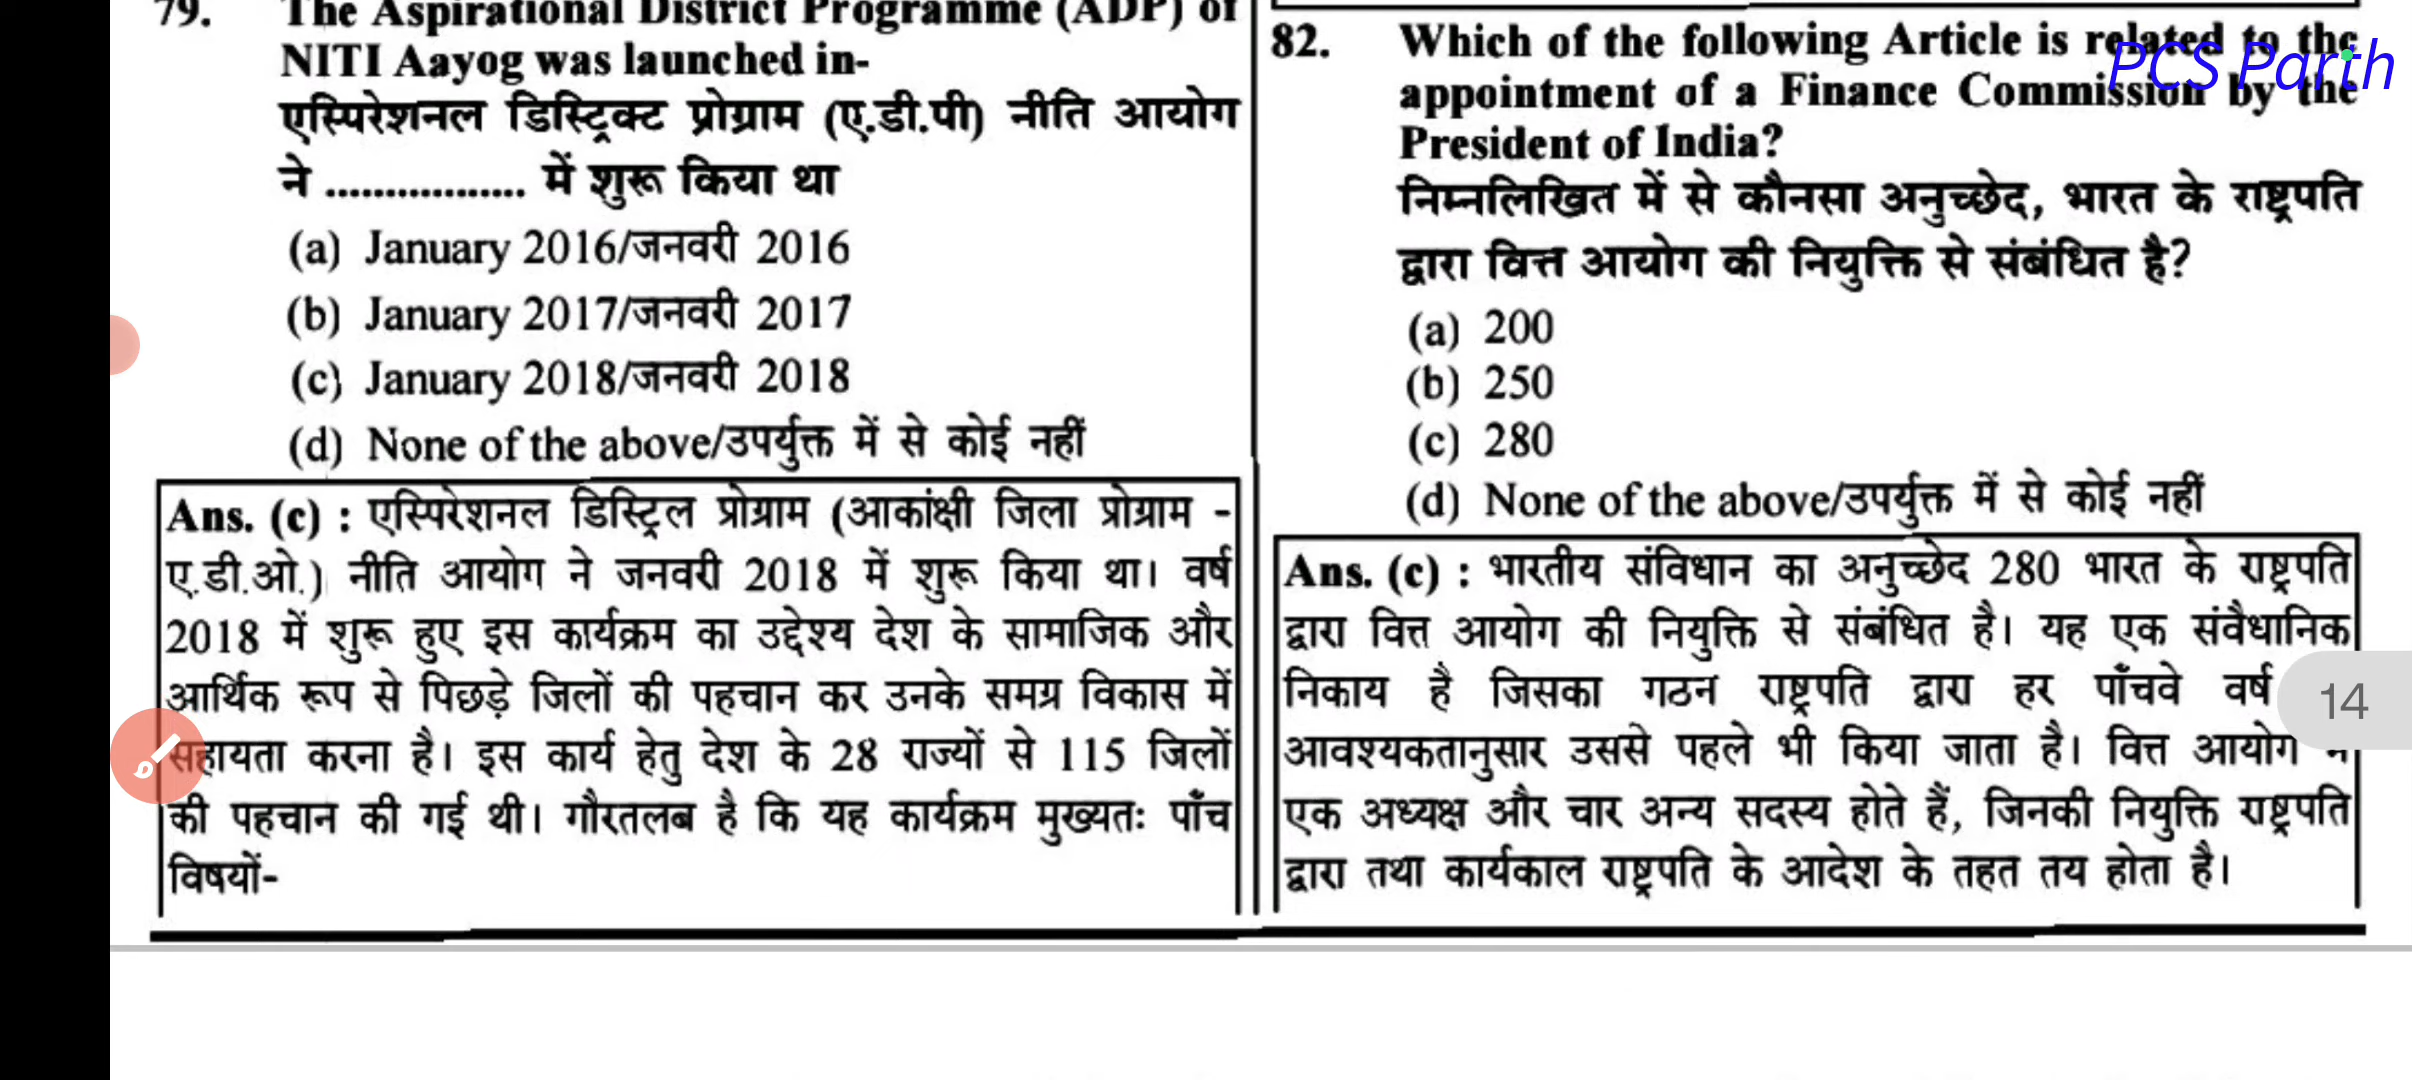 79. The Aspirational District Programme (ADP) of
NITI Aayog was launched in-
एस्पिरेशनल डिस्ट्रिक्ट प्रोग्राम (ए.डी.पी) नीति आयोग
ने ................. में शुरू किया था
(a) January 2016/जनवरी 2016
(b) January 2017/जनवरी 2017
(c) January 2018/जनवरी 2018
(d) None of the above/उपर्युक्त में से कोई नहीं
Ans. (c) : एस्पिरेशनल डिस्ट्रिल प्रोग्राम (आकांक्षी जिला प्रोग्राम -
ए.डी.ओ.) नीति आयोग ने जनवरी 2018 में शुरू किया था। वर्ष
2018 में शुरू हुए इस कार्यक्रम का उद्देश्य देश के सामाजिक और
आर्थिक रूप से पिछड़े जिलों की पहचान कर उनके समग्र विकास में
सहायता करना है। इस कार्य हेतु देश के 28 राज्यों से 115 जिलों
की पहचान की गई थी। गौरतलब है कि यह कार्यक्रम मुख्यतः पाँच
विषयों-
82. Which of the following Article is related to the
appointment of a Finance Commission by the
President of India?
निम्नलिखित में से कौनसा अनुच्छेद, भारत के राष्ट्रपति
द्वारा वित्त आयोग की नियुक्ति से संबंधित है?
(a) 200
(b) 250
(c) 280
(d) None of the above/उपर्युक्त में से कोई नहीं
Ans. (c) : भारतीय संविधान का अनुच्छेद 280 भारत के राष्ट्रपति
द्वारा वित्त आयोग की नियुक्ति से संबंधित है। यह एक संवैधानिक
निकाय है जिसका गठन राष्ट्रपति द्वारा हर पाँचवे वर्ष
आवश्यकतानुसार उससे पहले भी किया जाता है। वित्त आयोग
एक अध्यक्ष और चार अन्य सदस्य होते हैं, जिनकी नियुक्ति राष्ट्रपति
द्वारा तथा कार्यकाल राष्ट्रपति के आदेश के तहत तय होता है।
PCS Parth
14